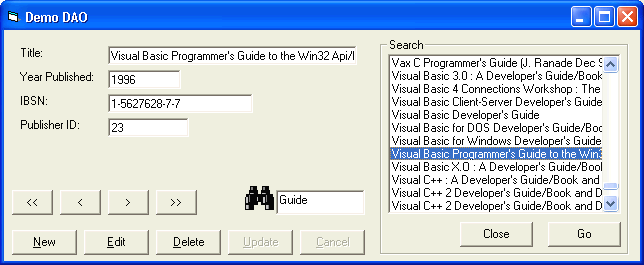 Demo DAO
Title:
Visual Basic Programmer's Guide to the Win32 Api/I
Year Published:
1996
IBSN:
1-5627628-7-7
Publisher ID:
23
<<
<
>
>>
Guide
New
Edit
Delete
Update
Cancel
Search
Vax C Programmer's Guide (J. Ranade Dec S
Visual Basic 3.0 : A Developer's Guide/Book
Visual Basic 4 Connections Workshop : The
Visual Basic Client-Server Developer's Guide
Visual Basic Developer's Guide
Visual Basic for DOS Developer's Guide/Boo
Visual Basic for Windows Developer's Guide
Visual Basic Programmer's Guide to the Win3
Visual Basic X.O : A Developer's Guide/Boo
Visual C++ : A Developer's Guide/Book and
Visual C++ 2 Developer's Guide/Book and D
Visual C++ 2 Developer's Guide/Book and D
Close
Go